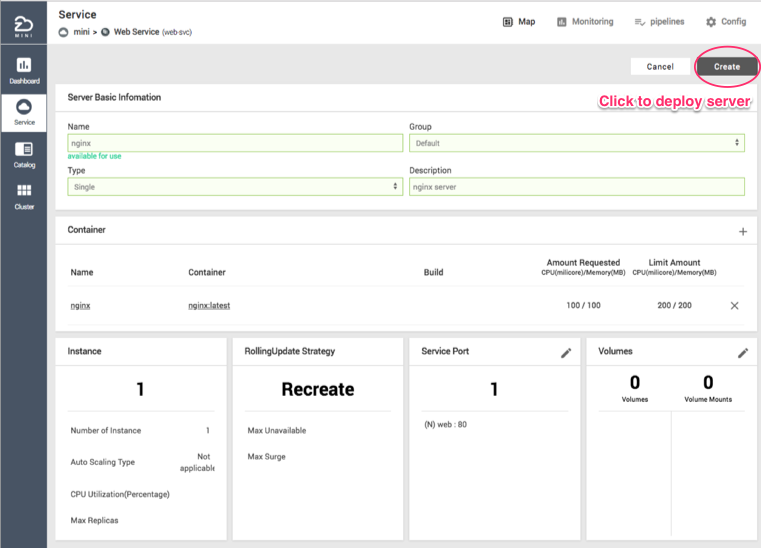 Service
mini > Web Service (web-svc)
Map
Monitoring
pipelines
Config
MINI
Dashboard
Service
Catalog
Cluster
Cancel
Create
Click to deploy server
Server Basic Infomation
Name
Group
nginx
Default
available for use
Type
Description
Single
nginx server
Container
+
Name
Container
Build
Amount Requested
CPU(milicore)/Memory(MB)
Limit Amount
CPU(milicore)/Memory(MB)
nginx
nginx:latest
100 / 100
200 / 200
Instance
1
Number of Instance 1
Auto Scaling Type Not
applicable
CPU Utilization(Percentage)
Max Replicas
RollingUpdate Strategy
Recreate
Max Unavailable
Max Surge
Service Port
1
(N) web : 80
Volumes
0 0
Volumes Volume Mounts